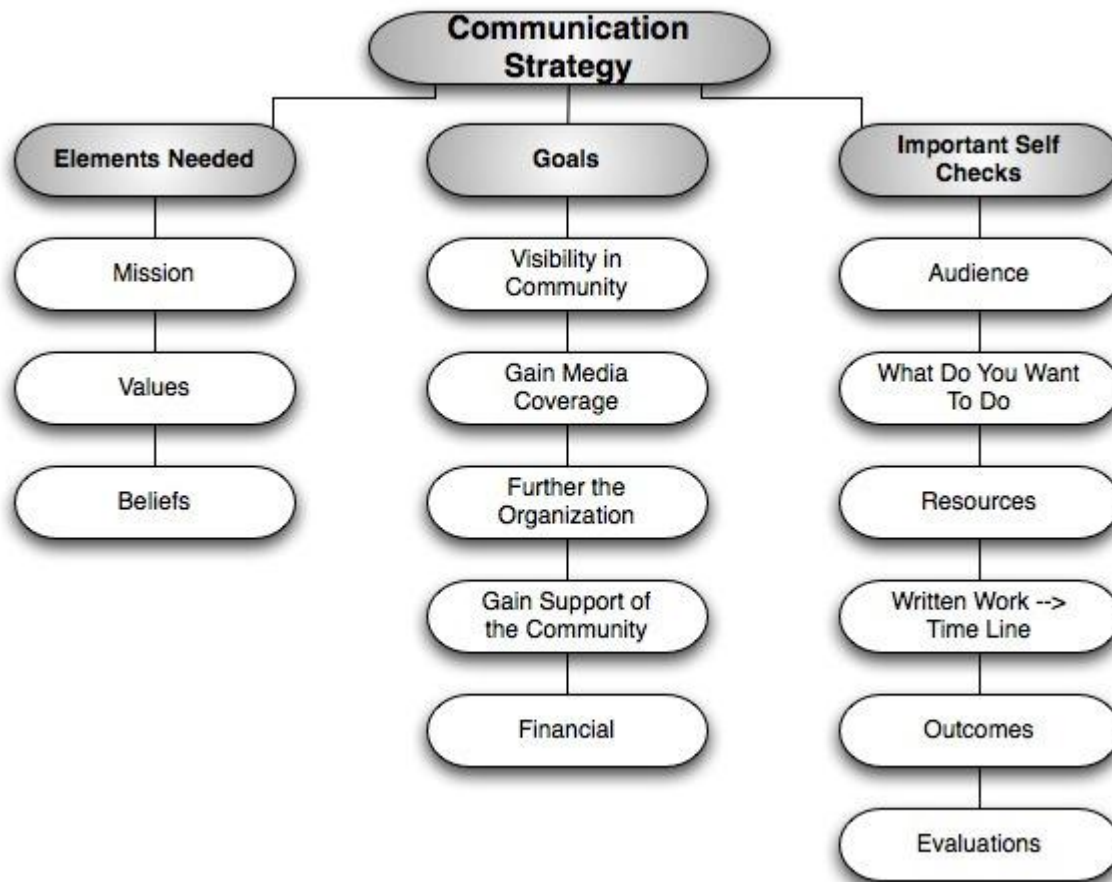 Communication
Strategy
Elements Needed
Mission
Values
Beliefs
Goals
Visibility in
Community
Gain Media
Coverage
Further the
Organization
Gain Support of
the Community
Financial
Important Self
Checks
Audience
What Do You Want
To Do
Resources
Written Work -->
Time Line
Outcomes
Evaluations